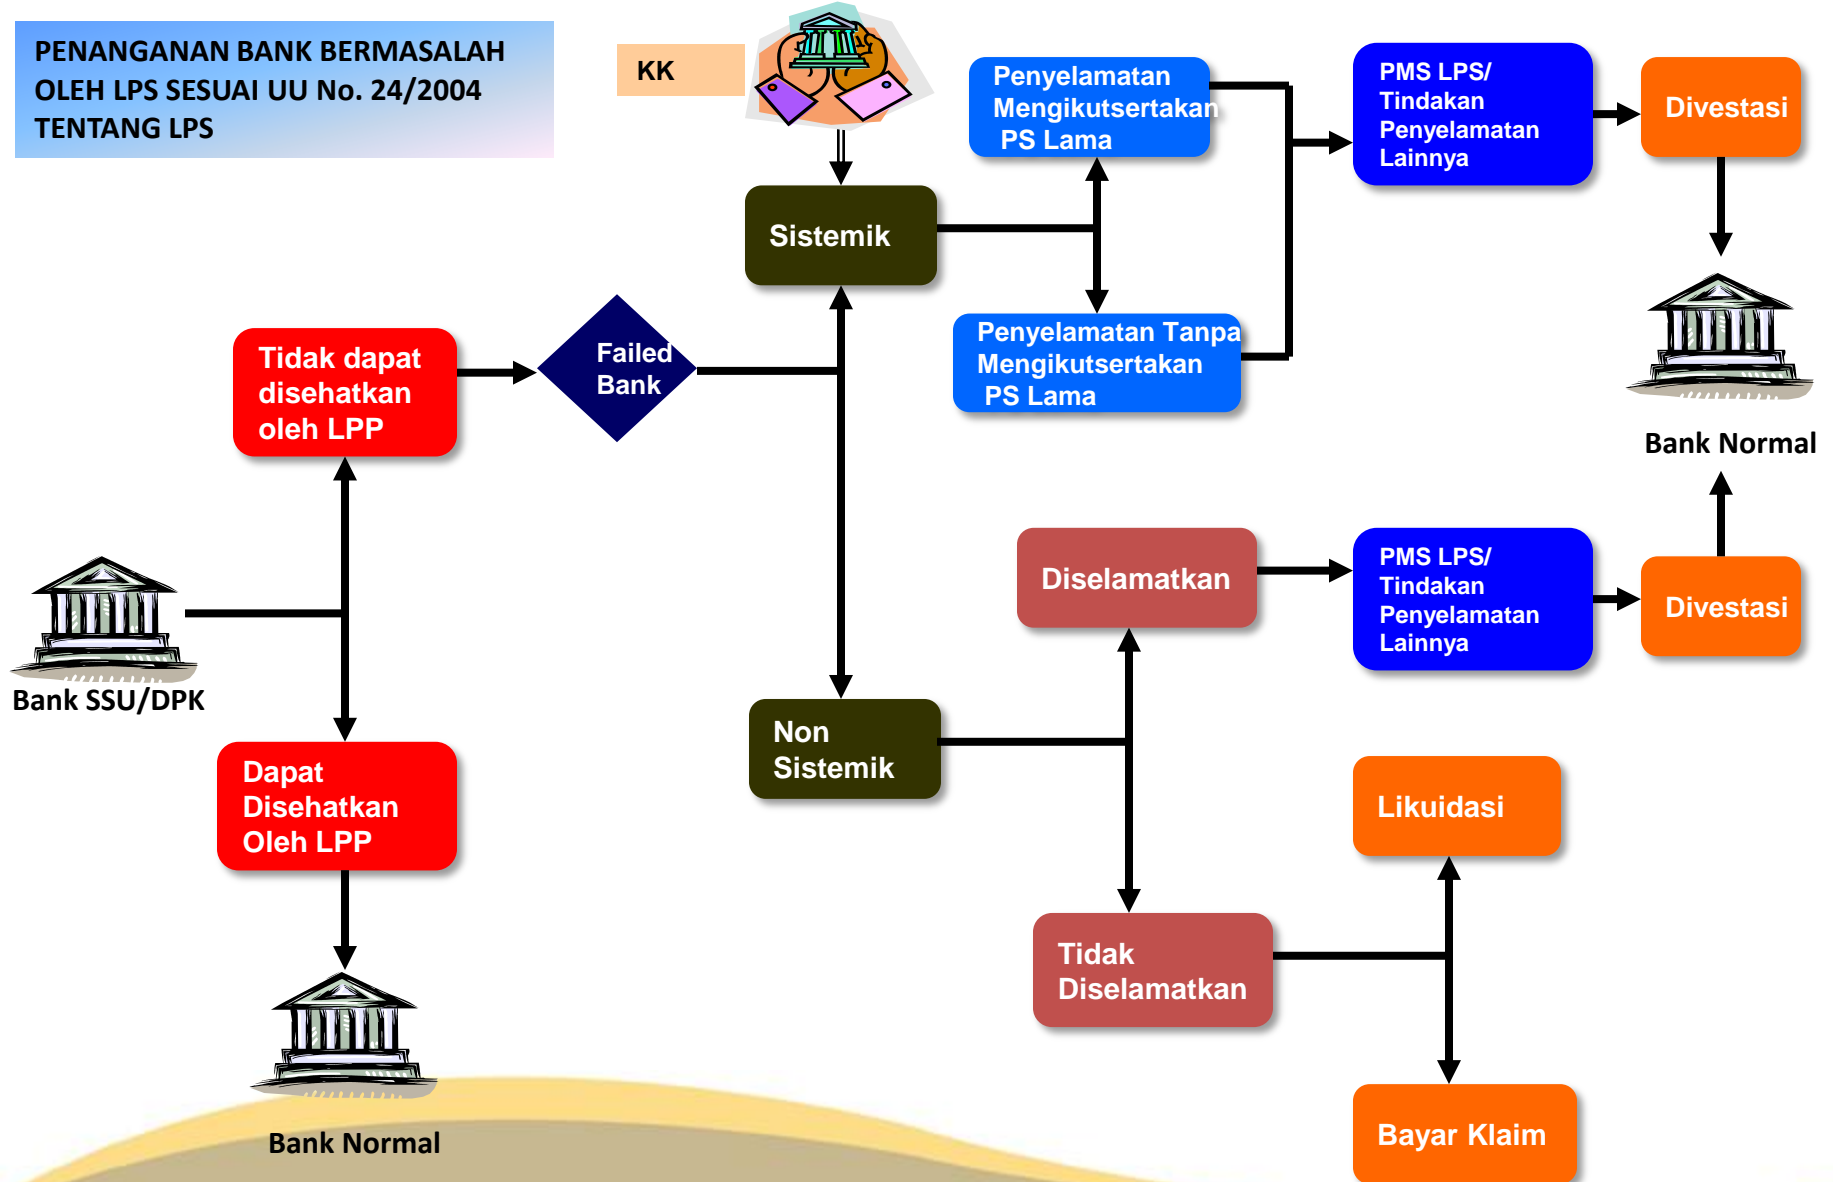 PENANGANAN BANK BERMASALAH
OLEH LPS SESUAI UU No. 24/2004
TENTANG LPS
KK
Penyelamatan
Mengikutsertakan
PS Lama
PMS LPS/
Tindakan
Penyelamatan
Lainnya
Divestasi
Sistemik
Penyelamatan Tanpa
Mengikutsertakan
PS Lama
Tidak dapat
disehatkan
oleh LPP
Failed
Bank
Bank Normal
Diselamatkan
PMS LPS/
Tindakan
Penyelamatan
Lainnya
Divestasi
Bank SSU/DPK
Non
Sistemik
Dapat
Disehatkan
Oleh LPP
Likuidasi
Tidak
Diselamatkan
Bank Normal
Bayar Klaim